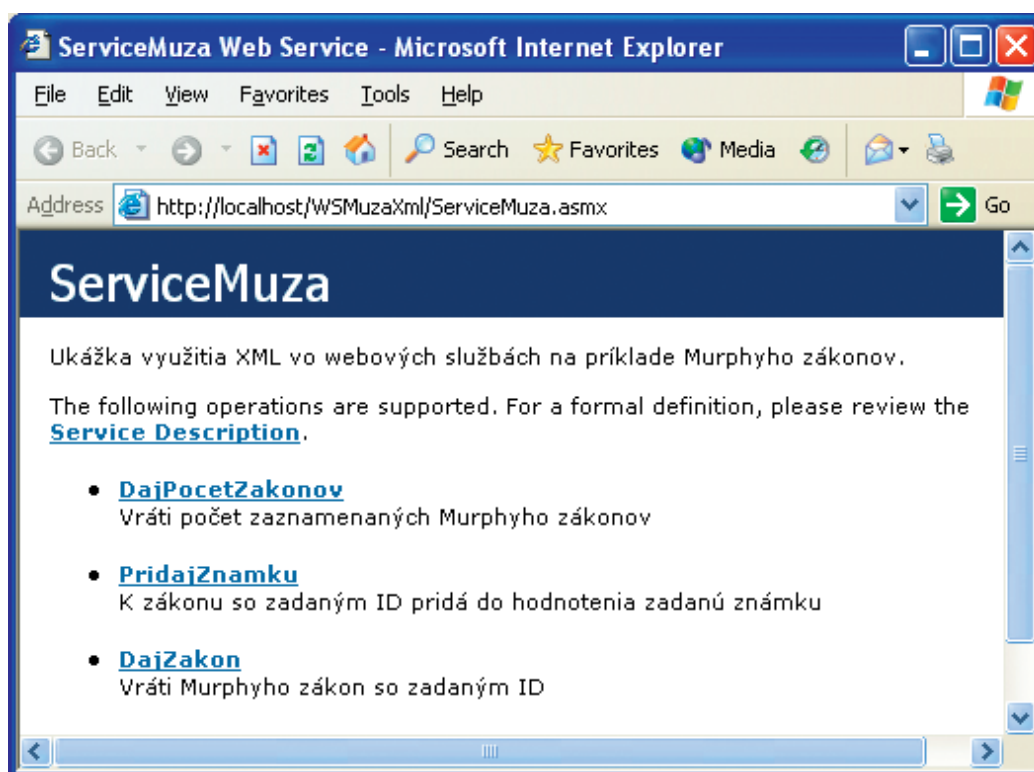 ServiceMuza Web Service - Microsoft Internet Explorer
File Edit View Favorites Tools Help
Back Search Favorites Media
Address http://localhost/WSMuzaXml/ServiceMuza.asmx Go
ServiceMuza
Ukážka využitia XML vo webových službách na príklade Murphyho zákonov.
The following operations are supported. For a formal definition, please review the
Service Description.
• DajPocetZakonov
Vráti počet zaznamenaných Murphyho zákonov
• PridajZnamku
K zákonu so zadaným ID pridá do hodnotenia zadanú známku
• DajZakon
Vráti Murphyho zákon so zadaným ID